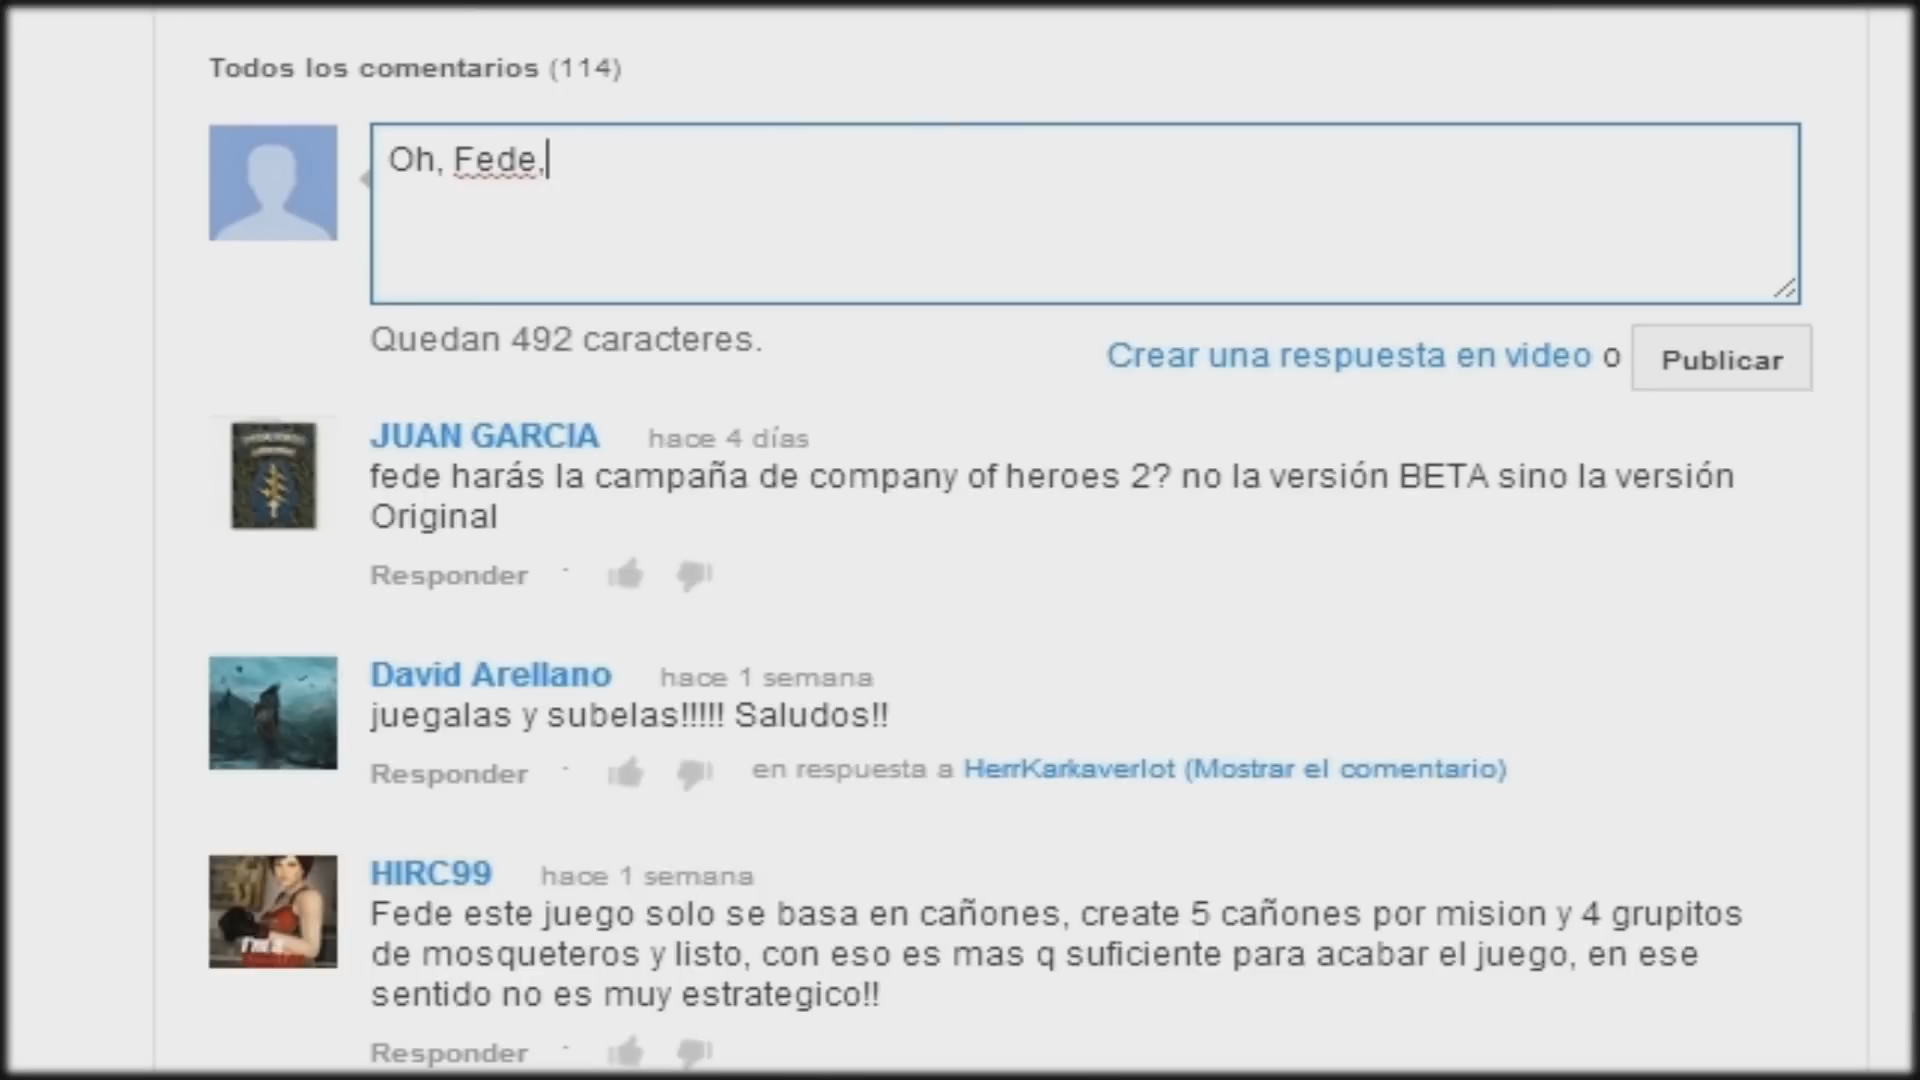 Todos los comentarios (114)
Oh, Fede,
Quedan 492 caracteres.
Crear una respuesta en video o Publicar
JUAN GARCIA hace 4 días
fede harás la campaña de company of heroes 2? no la versión BETA sino la versión
Original
Responder
David Arellano hace 1 semana
juegalas y subelas!!!!! Saludos!!
Responder en respuesta a HerrKarkaverlot (Mostrar el comentario)
HIRC99 hace 1 semana
Fede este juego solo se basa en cañones, create 5 cañones por mision y 4 grupitos
de mosqueteros y listo, con eso es mas q suficiente para acabar el juego, en ese
sentido no es muy estrategico!!
Responder